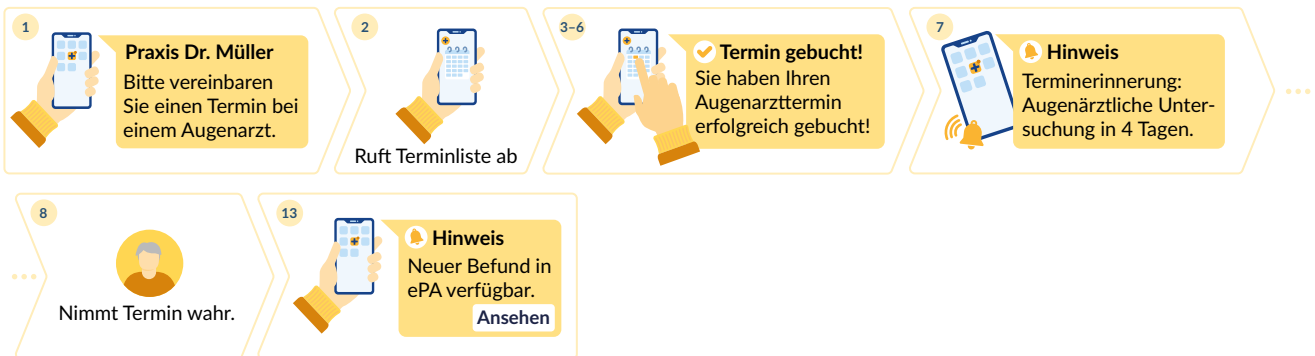 1
Praxis Dr. Müller
Bitte vereinbaren
Sie einen Termin bei
einem Augenarzt.
2
Ruft Terminliste ab
3–6
Termin gebucht!
Sie haben Ihren
Augenarzttermin
erfolgreich gebucht!
7
Hinweis
Terminerinnerung:
Augenärztliche Unter-
suchung in 4 Tagen.
8
Nimmt Termin wahr.
13
Hinweis
Neuer Befund in
ePA verfügbar.
Ansehen